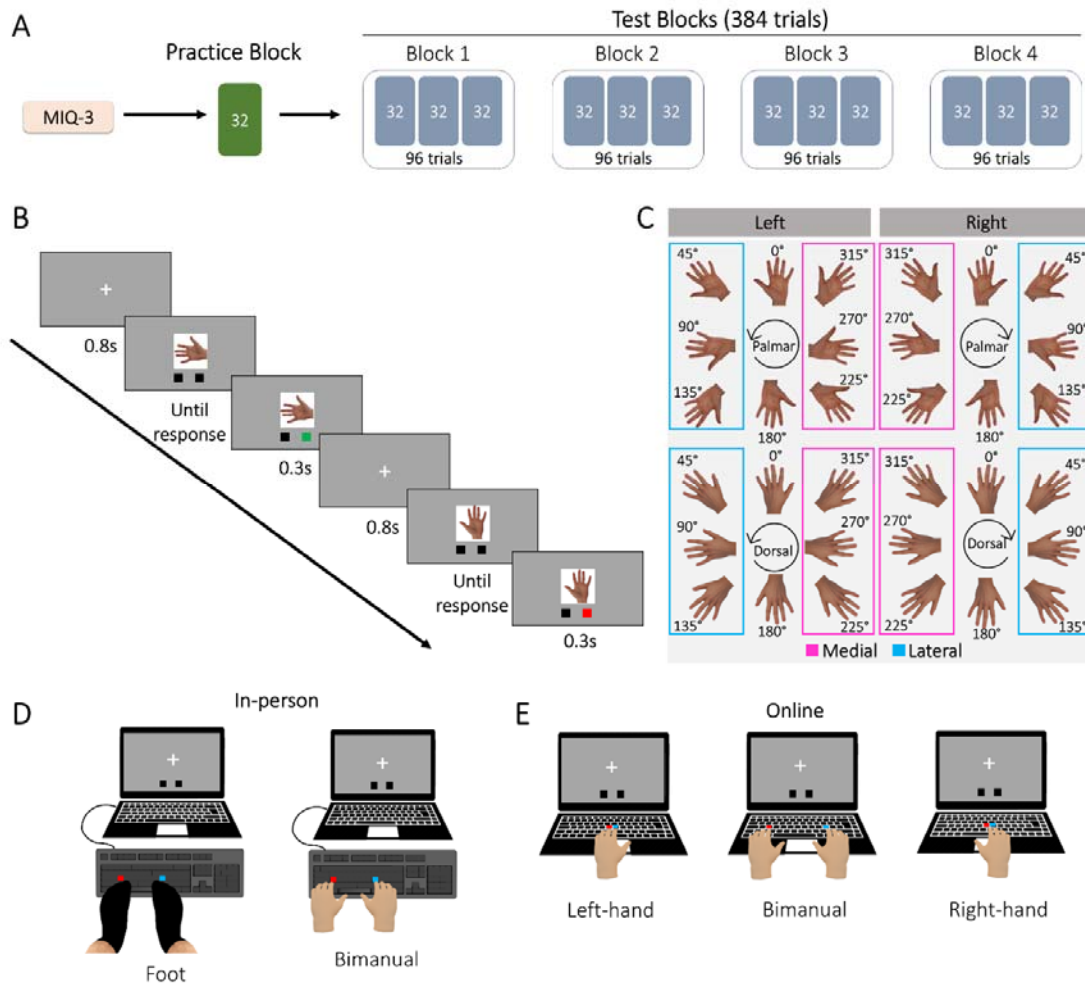 A
Test Blocks (384 trials)
Practice Block
Block 1
Block 2
Block 3
Block 4
MIQ-3
32
32 32 32
32 32 32
32 32 32
32 32 32
96 trials
96 trials
96 trials
96 trials
B
0.8s
Until
response
0.3s
0.8s
Until
response
0.3s
C
Left
Right
45° 0° 315°
315° 0° 45°
90° Palmar 270°
270° Palmar 90°
135° 180° 225°
225° 180° 135°
45° 0° 315°
315° 0° 45°
90° Dorsal 270°
270° Dorsal 90°
135° 180° 225°
225° 180° 135°
Medial Lateral
D
In-person
Foot
Bimanual
E
Online
Left-hand
Bimanual
Right-hand